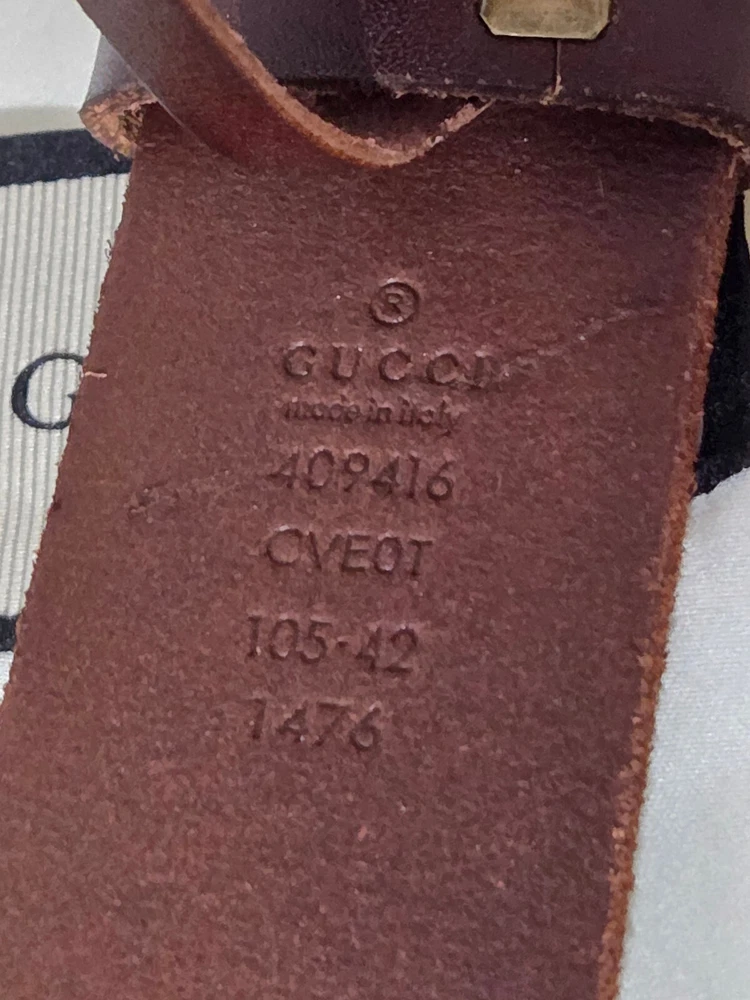 ®
GUCCI
made in italy
409416
CVE0T
105·42
1476
G